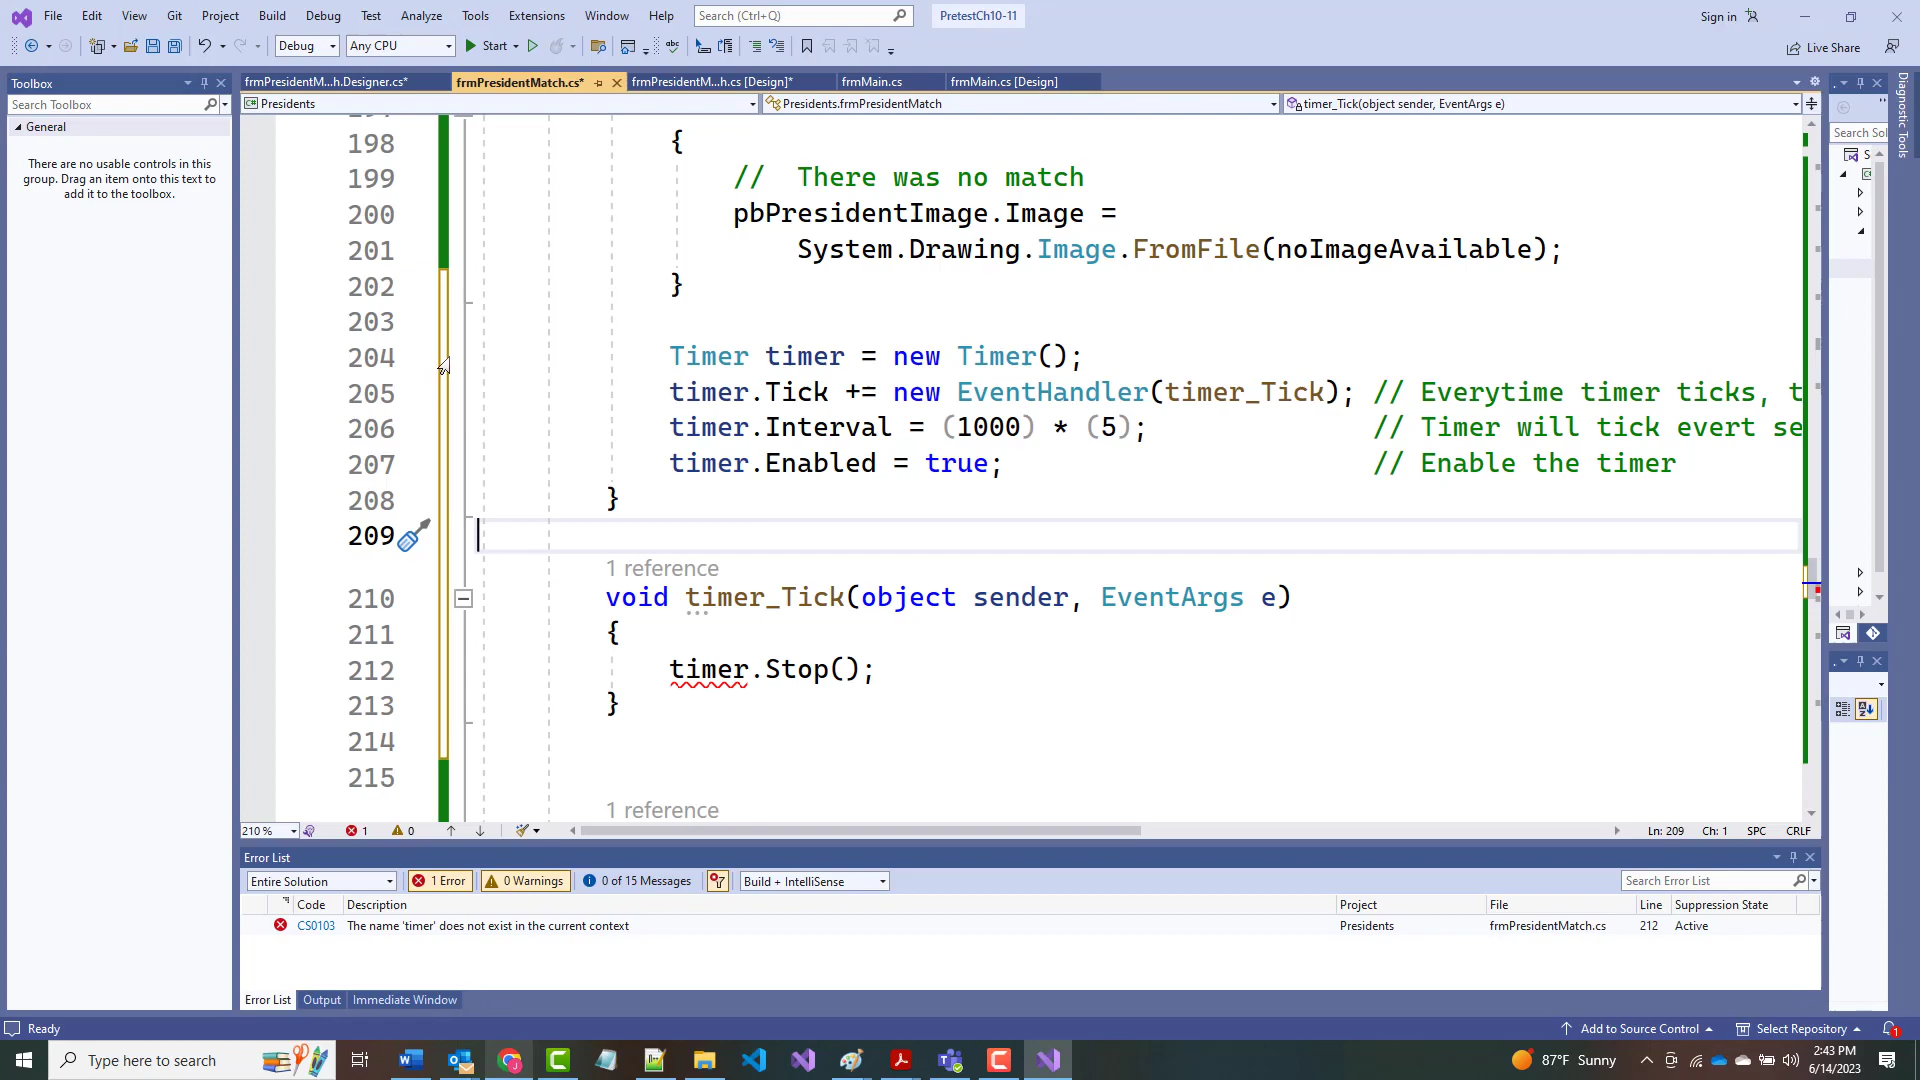 File Edit View Git Project Build Debug Test Analyze Tools Extensions Window Help Search (Ctrl+Q) PretestCh10-11 Sign in
Debug Any CPU Start Live Share
Toolbox
Search Toolbox
General
There are no usable controls in this
group. Drag an item onto this text to
add it to the toolbox.
frmPresidentM...h.Designer.cs* frmPresidentMatch.cs* frmPresidentM...h.cs [Design]* frmMain.cs frmMain.cs [Design]
Presidents Presidents.frmPresidentMatch timer_Tick(object sender, EventArgs e)
198 {
199 // There was no match
200 pbPresidentImage.Image =
201 System.Drawing.Image.FromFile(noImageAvailable);
202 }
203
204 Timer timer = new Timer();
205 timer.Tick += new EventHandler(timer_Tick); // Everytime timer ticks, t
206 timer.Interval = (1000) * (5); // Timer will tick evert se
207 timer.Enabled = true; // Enable the timer
208 }
209
1 reference
210 void timer_Tick(object sender, EventArgs e)
211 {
212 timer.Stop();
213 }
214
215
1 reference
210 % 1 0 Ln: 209 Ch: 1 SPC CRLF
Search Sol
Diagnostic Tools
Error List
Entire Solution 1 Error 0 Warnings 0 of 15 Messages Build + IntelliSense Search Error List
Code Description Project File Line Suppression State
CS0103 The name 'timer' does not exist in the current context Presidents frmPresidentMatch.cs 212 Active
Error List Output Immediate Window
Ready Add to Source Control Select Repository 1
Type here to search 87°F Sunny 2:43 PM
6/14/2023